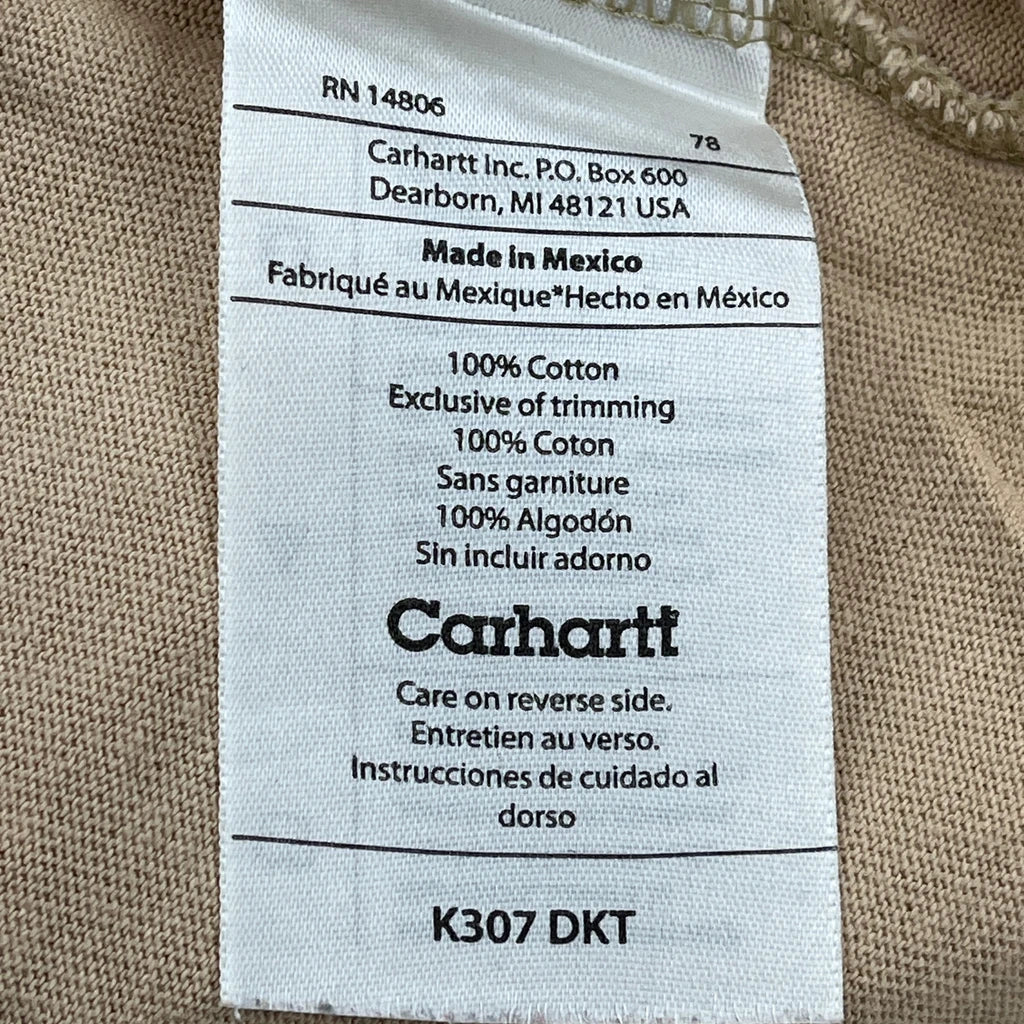 RN 14806
78
Carhartt Inc. P.O. Box 600
Dearborn, MI 48121 USA
Made in Mexico
Fabriqué au Mexique*Hecho en México
100% Cotton
Exclusive of trimming
100% Coton
Sans garniture
100% Algodón
Sin incluir adorno
Carhartt
Care on reverse side.
Entretien au verso.
Instrucciones de cuidado al
dorso
K307 DKT